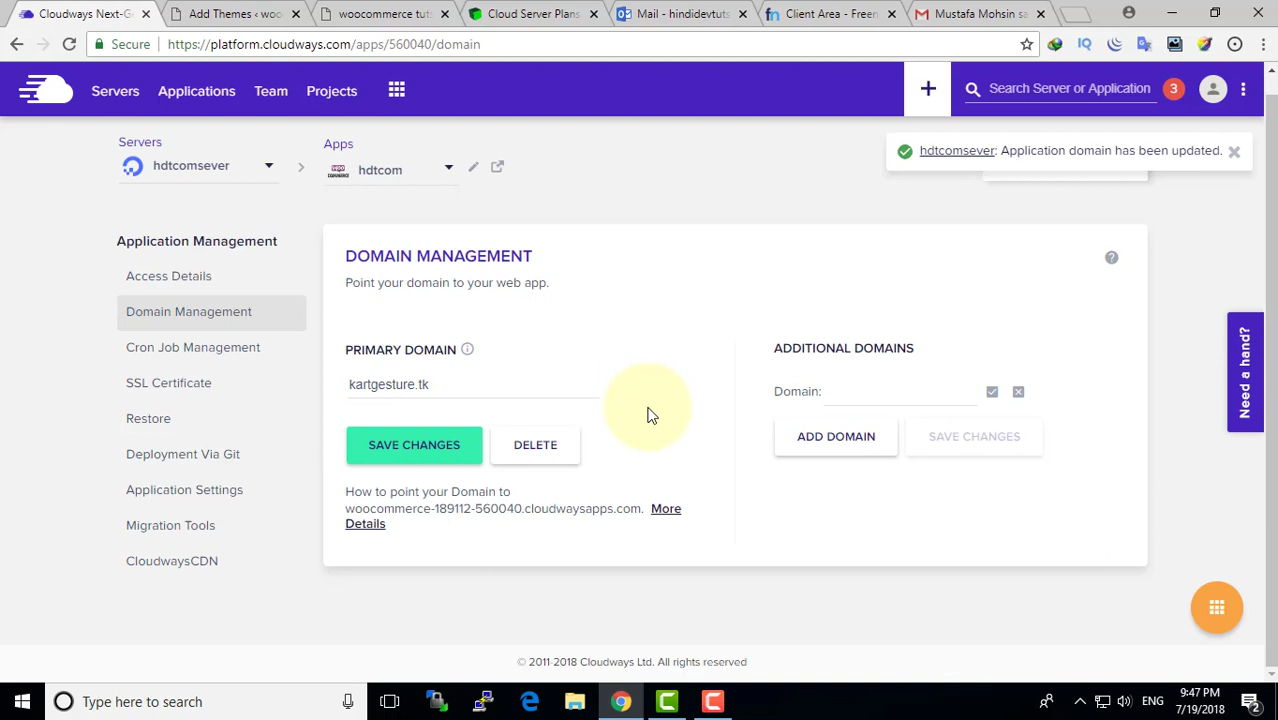 Cloudways Next-Ge
Add Themes ‹ woo
woocommerce tuts
Cloud Server Plans
Mail - hindidevtuts
Client Area - Freen
Mustafa Mohsin sa
Secure
https://platform.cloudways.com/apps/560040/domain
Servers
Applications
Team
Projects
+
Search Server or Application
3
Servers
hdtcomsever
Apps
hdtcom
hdtcomsever: Application domain has been updated.
Application Management
Access Details
Domain Management
Cron Job Management
SSL Certificate
Restore
Deployment Via Git
Application Settings
Migration Tools
CloudwaysCDN
DOMAIN MANAGEMENT
Point your domain to your web app.
PRIMARY DOMAIN
kartgesture.tk
SAVE CHANGES
DELETE
How to point your Domain to
woocommerce-189112-560040.cloudwaysapps.com. More
Details
ADDITIONAL DOMAINS
Domain:
ADD DOMAIN
SAVE CHANGES
Need a hand?
© 2011-2018 Cloudways Ltd. All rights reserved
Type here to search
ENG
9:47 PM
7/19/2018
2